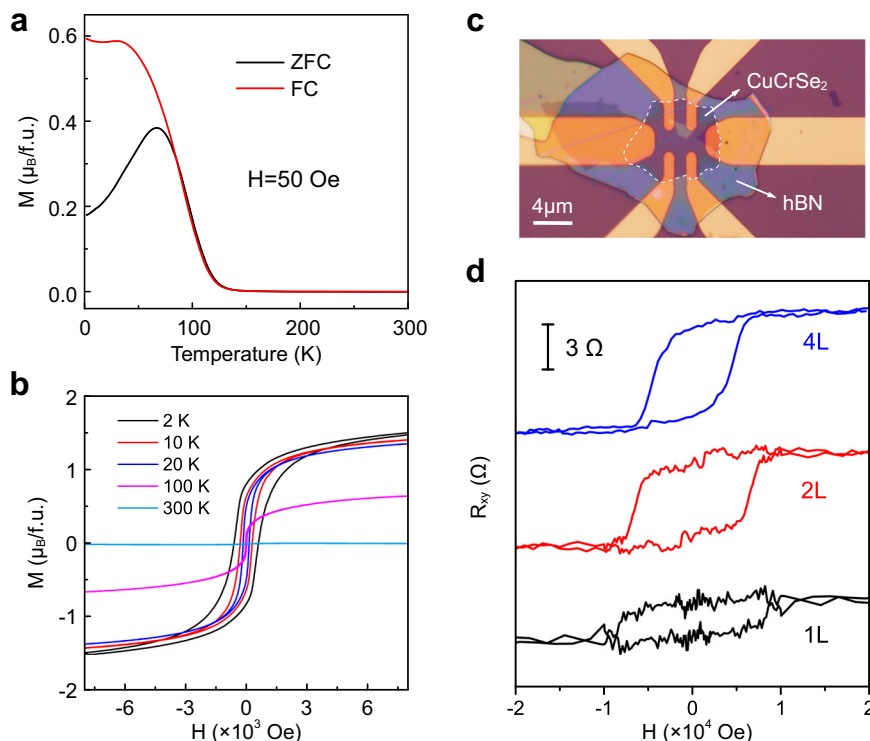 a
0.6
0.4
0.2
0.0
M (μB/f.u.)
ZFC
FC
H=50 Oe
0
100
200
300
Temperature (K)
b
2
1
0
-1
-2
M (μB/f.u.)
2 K
10 K
20 K
100 K
300 K
-6
-3
0
3
6
H (×10³ Oe)
c
CuCrSe₂
hBN
4μm
d
3 Ω
4L
2L
1L
Rxy (Ω)
-2
-1
0
1
2
H (×10⁴ Oe)